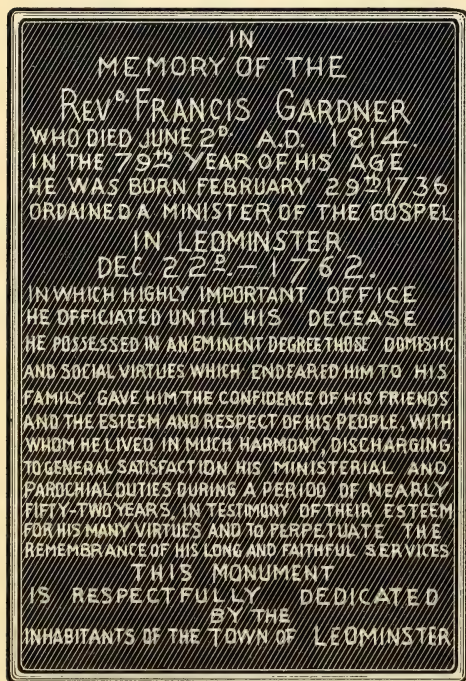 IN
MEMORY OF THE
REVD. FRANCIS GARDNER
WHO DIED JUNE 2D. A.D. 1814.
IN THE 79TH YEAR OF HIS AGE
HE WAS BORN FEBRUARY 29TH 1736
ORDAINED A MINISTER OF THE GOSPEL
IN LEOMINSTER
DEC. 22D. - 1762.
IN WHICH HIGHLY IMPORTANT OFFICE
HE OFFICIATED UNTIL HIS DECEASE
HE POSSESSED IN AN EMINENT DEGREE THOSE DOMESTIC
AND SOCIAL VIRTUES WHICH ENDEARED HIM TO HIS
FAMILY. GAVE HIM THE CONFIDENCE OF HIS FRIENDS
AND THE ESTEEM AND RESPECT OF HIS PEOPLE, WITH
WHOM HE LIVED IN MUCH HARMONY, DISCHARGING
TO GENERAL SATISFACTION HIS MINISTERIAL AND
PAROCHIAL DUTIES DURING A PERIOD OF NEARLY
FIFTY-TWO YEARS, IN TESTIMONY OF THEIR ESTEEM
FOR HIS MANY VIRTUES AND TO PERPETUATE THE
REMEMBRANCE OF HIS LONG AND FAITHFUL SERVICES
THIS MONUMENT
IS RESPECTFULLY DEDICATED
BY THE
INHABITANTS OF THE TOWN OF LEOMINSTER